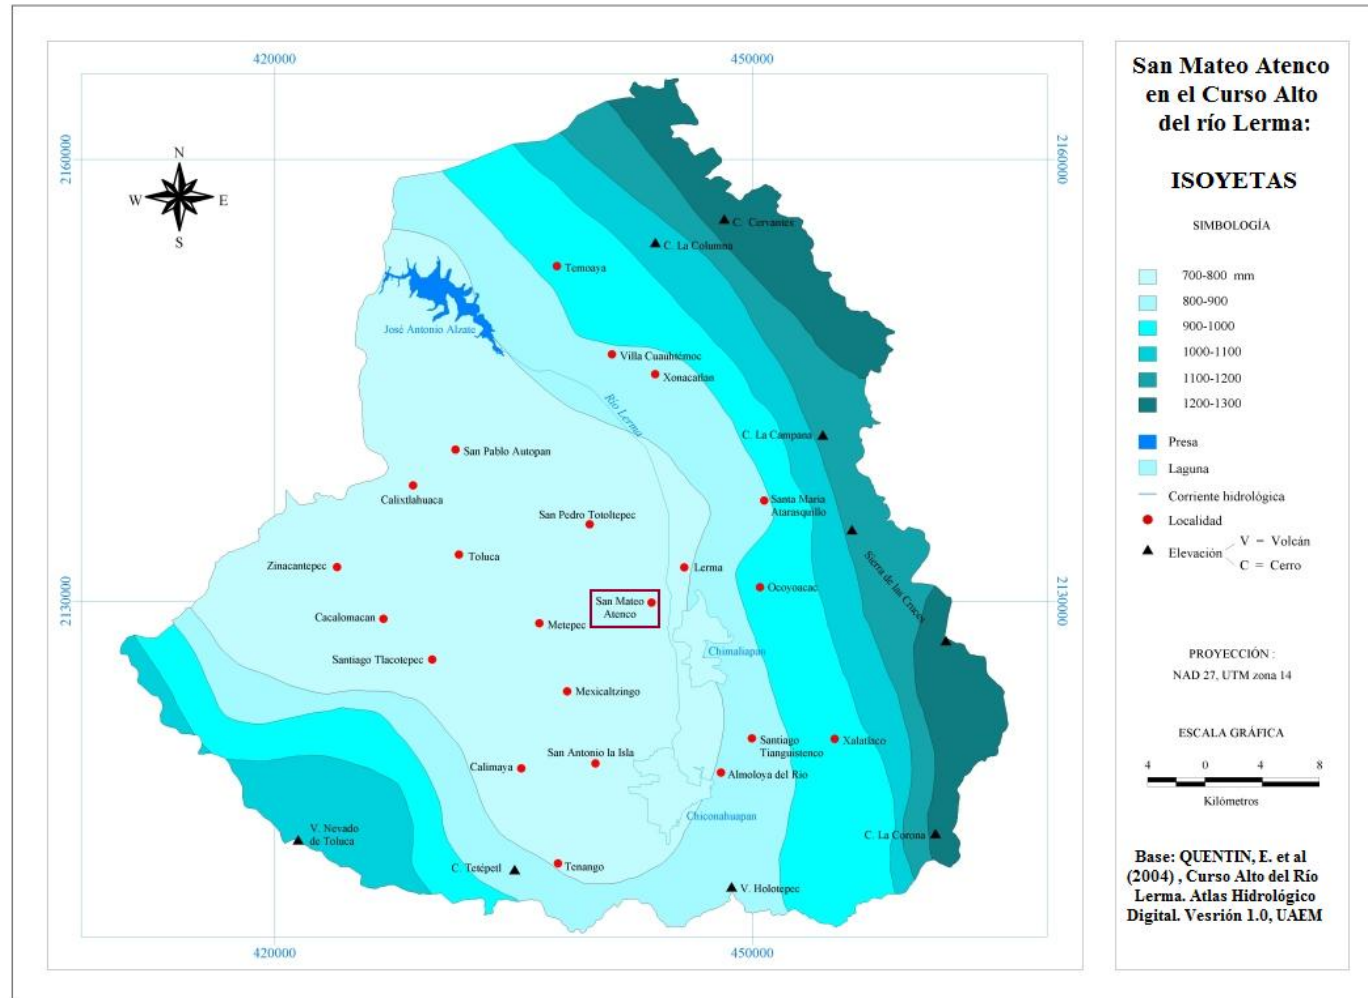 San Mateo Atenco
en el Curso Alto
del río Lerma:
ISOYETAS
SIMBOLOGÍA
700-800 mm
800-900
900-1000
1000-1100
1100-1200
1200-1300
Presa
Laguna
Corriente hidrológica
Localidad
Elevación
V = Volcán
C = Cerro
PROYECCIÓN :
NAD 27, UTM zona 14
ESCALA GRÁFICA
4 0 4 8
Kilómetros
Base: QUENTIN, E. et al
(2004) , Curso Alto del Río
Lerma. Atlas Hidrológico
Digital. Vesrión 1.0, UAEM
420000
450000
2160000
2160000
N
W
E
S
C. Cervantes
C. La Columna
Temoaya
José Antonio Alzate
Villa Cuauhtémoc
Xonacatlan
Río Lerma
C. La Campana
San Pablo Autopan
Calixtlahuaca
Santa María
Atarasquillo
San Pedro Totoltepec
Toluca
Zinacantepec
Lerma
Sierra de las Cruces
Ocoyoacac
2130000
2130000
San Mateo
Atenco
Cacalomacan
Metepec
Chimaliapan
Santiago Tlacotepec
Mexicaltzingo
Santiago
Tianguistenco
Xalatlaco
San Antonio la Isla
Calimaya
Almoloya del Río
Chiconahuapan
V. Nevado
de Toluca
C. La Corona
C. Tetépetl
Tenango
V. Holotepec
420000
450000